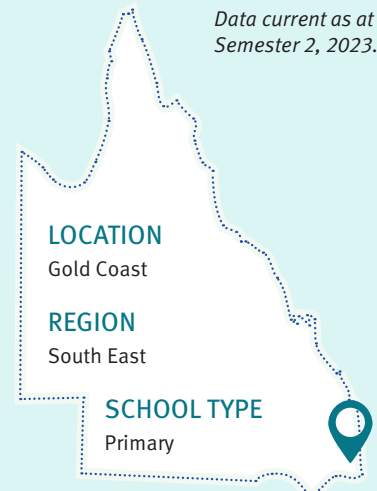 Data current as at
Semester 2, 2023.
LOCATION
Gold Coast
REGION
South East
SCHOOL TYPE
Primary